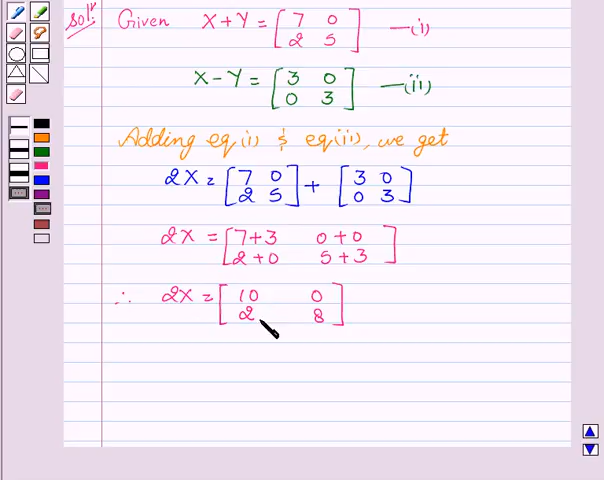 Solⁿ. Given X+Y = [7 0
2 5] —(i)
X-Y = [3 0
0 3] —(ii)
Adding eq(i) & eq(ii), we get
2X = [7 0
2 5] + [3 0
0 3]
2X = [7+3 0+0
2+0 5+3]
∴ 2X = [10 0
2 8]